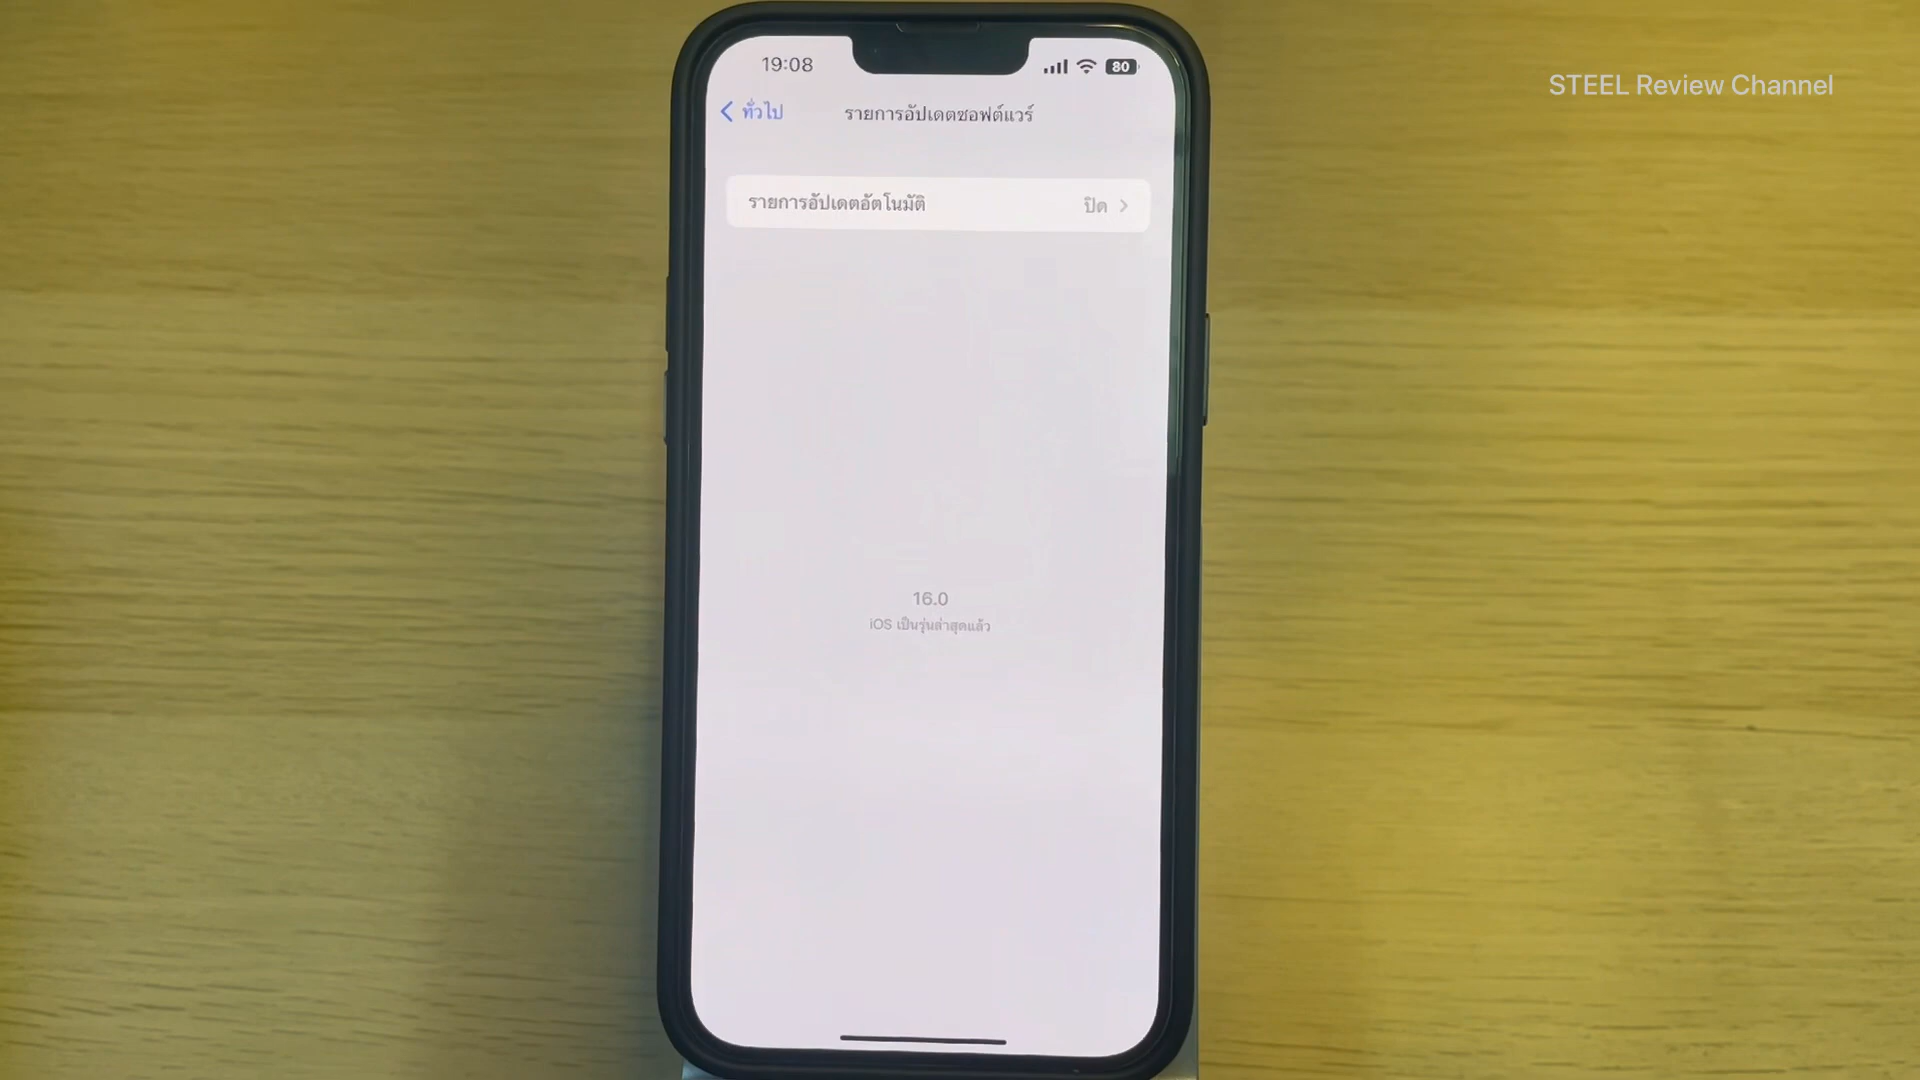 19:08
80
STEEL Review Channel
ทั่วไป
รายการอัปเดตซอฟต์แวร์
รายการอัปเดตอัตโนมัติ
ปิด
16.0
iOS เป็นรุ่นล่าสุดแล้ว